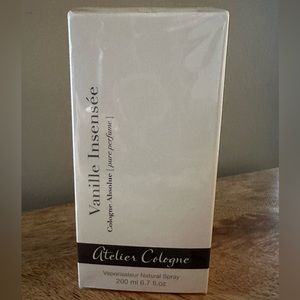 Vanille Insensée
Cologne Absolue [ pure perfume ]
Atelier Cologne
Vaporisateur Natural Spray
200 ml 6.7 fl.oz